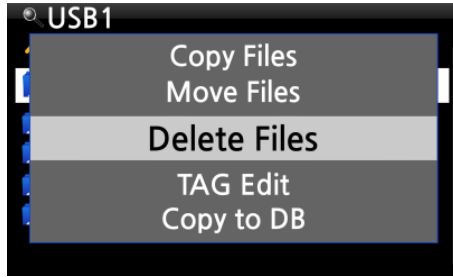 USB1
Copy Files
Move Files
Delete Files
TAG Edit
Copy to DB